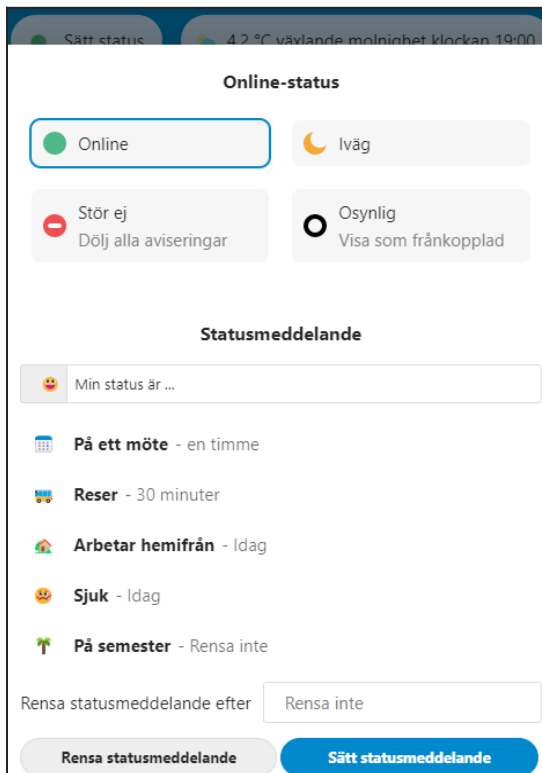 Sätt status
4.2 °C växlande molnighet klockan 19:00
Online-status
Online
Iväg
Stör ej
Dölj alla aviseringar
Osynlig
Visa som frånkopplad
Statusmeddelande
Min status är ...
På ett möte - en timme
Reser - 30 minuter
Arbetar hemifrån - Idag
Sjuk - Idag
På semester - Rensa inte
Rensa statusmeddelande efter
Rensa inte
Rensa statusmeddelande
Sätt statusmeddelande